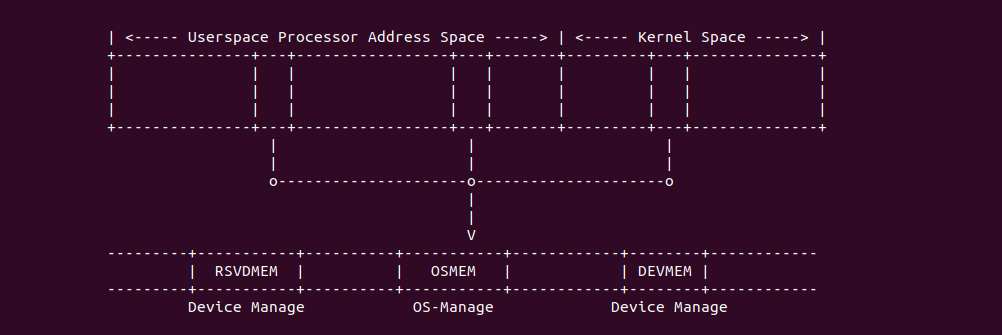 | <----- Userspace Processor Address Space -----> | <----- Kernel Space -----> |
RSVDMEM | OSMEM | DEVMEM
Device Manage OS-Manage Device Manage